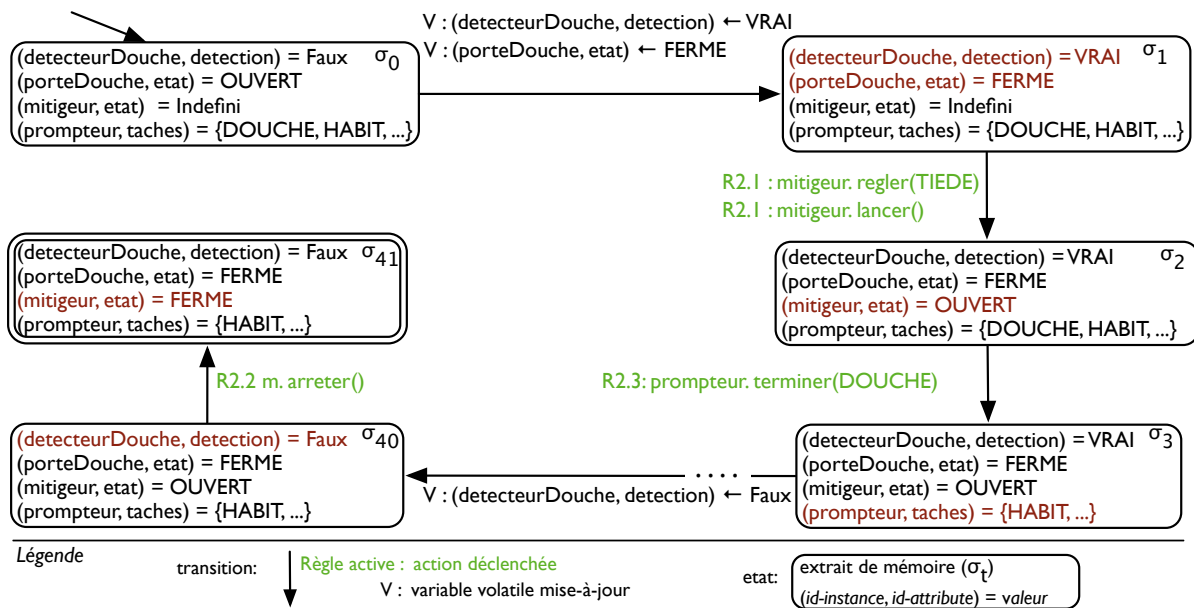 V : (detecteurDouche, detection) ← VRAI
V : (porteDouche, etat) ← FERME
(detecteurDouche, detection) = Faux σ0
(porteDouche, etat) = OUVERT
(mitigeur, etat) = Indefini
(prompteur, taches) = {DOUCHE, HABIT, ...}
(detecteurDouche, detection) = VRAI σ1
(porteDouche, etat) = FERME
(mitigeur, etat) = Indefini
(prompteur, taches) = {DOUCHE, HABIT, ...}
R2.1 : mitigeur. regler(TIEDE)
R2.1 : mitigeur. lancer()
(detecteurDouche, detection) = Faux σ41
(porteDouche, etat) = FERME
(mitigeur, etat) = FERME
(prompteur, taches) = {HABIT, ...}
(detecteurDouche, detection) = VRAI σ2
(porteDouche, etat) = FERME
(mitigeur, etat) = OUVERT
(prompteur, taches) = {DOUCHE, HABIT, ...}
R2.2 m. arreter()
R2.3: prompteur. terminer(DOUCHE)
(detecteurDouche, detection) = Faux σ40
(porteDouche, etat) = FERME
(mitigeur, etat) = OUVERT
(prompteur, taches) = {HABIT, ...}
....
V : (detecteurDouche, detection) ← Faux
(detecteurDouche, detection) = VRAI σ3
(porteDouche, etat) = FERME
(mitigeur, etat) = OUVERT
(prompteur, taches) = {HABIT, ...}
Légende
transition:
Règle active : action déclenchée
V : variable volatile mise-à-jour
etat:
extrait de mémoire (σt)
(id-instance, id-attribute) = valeur